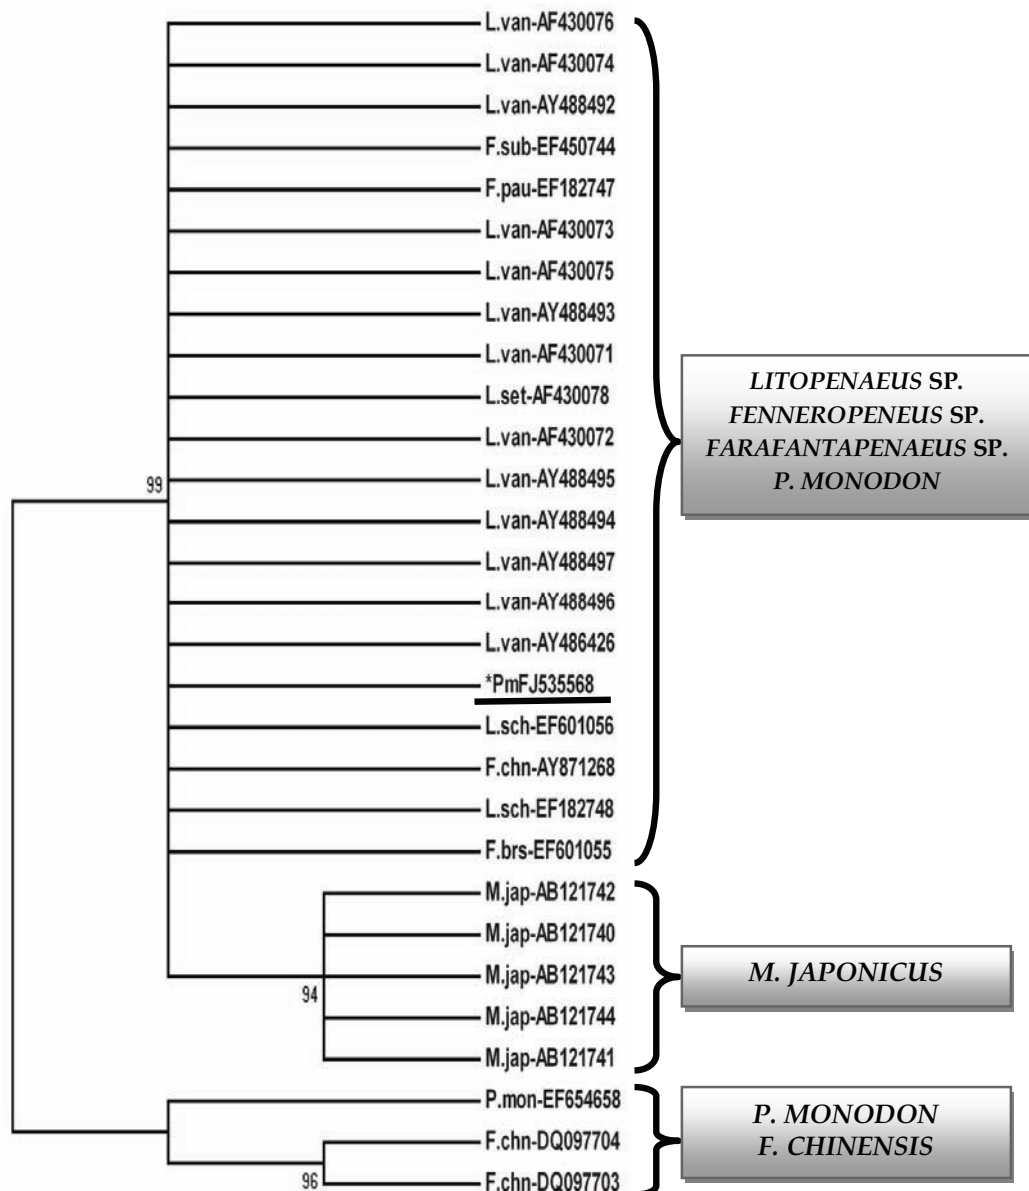 L.van-AF430076
L.van-AF430074
L.van-AY488492
F.sub-EF450744
F.pau-EF182747
L.van-AF430073
L.van-AF430075
L.van-AY488493
L.van-AF430071
L.set-AF430078
L.van-AF430072
L.van-AY488495
L.van-AY488494
L.van-AY488497
L.van-AY488496
L.van-AY486426
*PmFJ535568
L.sch-EF601056
F.chn-AY871268
L.sch-EF182748
F.brs-EF601055
M.jap-AB121742
M.jap-AB121740
M.jap-AB121743
M.jap-AB121744
M.jap-AB121741
P.mon-EF654658
F.chn-DQ097704
F.chn-DQ097703
99
94
96
LITOPENAEUS SP.
FENNEROPENEUS SP.
FARAFANTAPENAEUS SP.
P. MONODON
M. JAPONICUS
P. MONODON
F. CHINENSIS